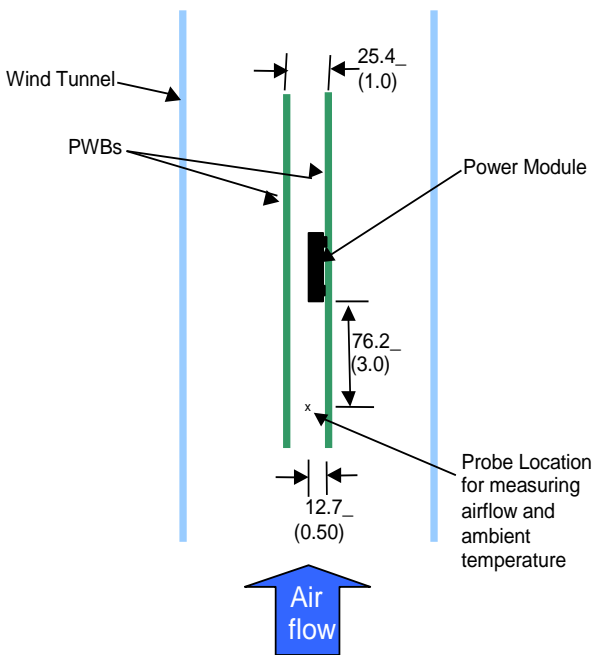 25.4_
(1.0)
Wind Tunnel
PWBs
Power Module
76.2_
(3.0)
x
Probe Location
for measuring
airflow and
ambient
temperature
12.7_
(0.50)
Air
flow